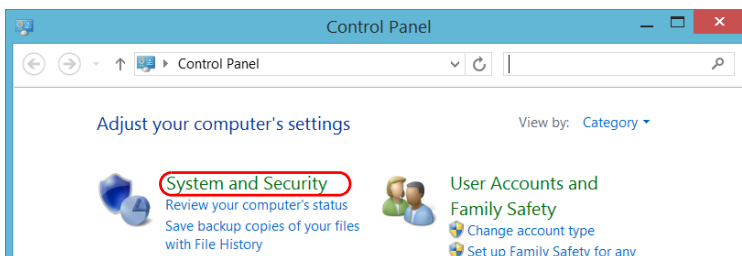 Control Panel
Control Panel
Adjust your computer's settings
View by: Category
System and Security
Review your computer's status
Save backup copies of your files
with File History
User Accounts and
Family Safety
Change account type
Set up Family Safety for any